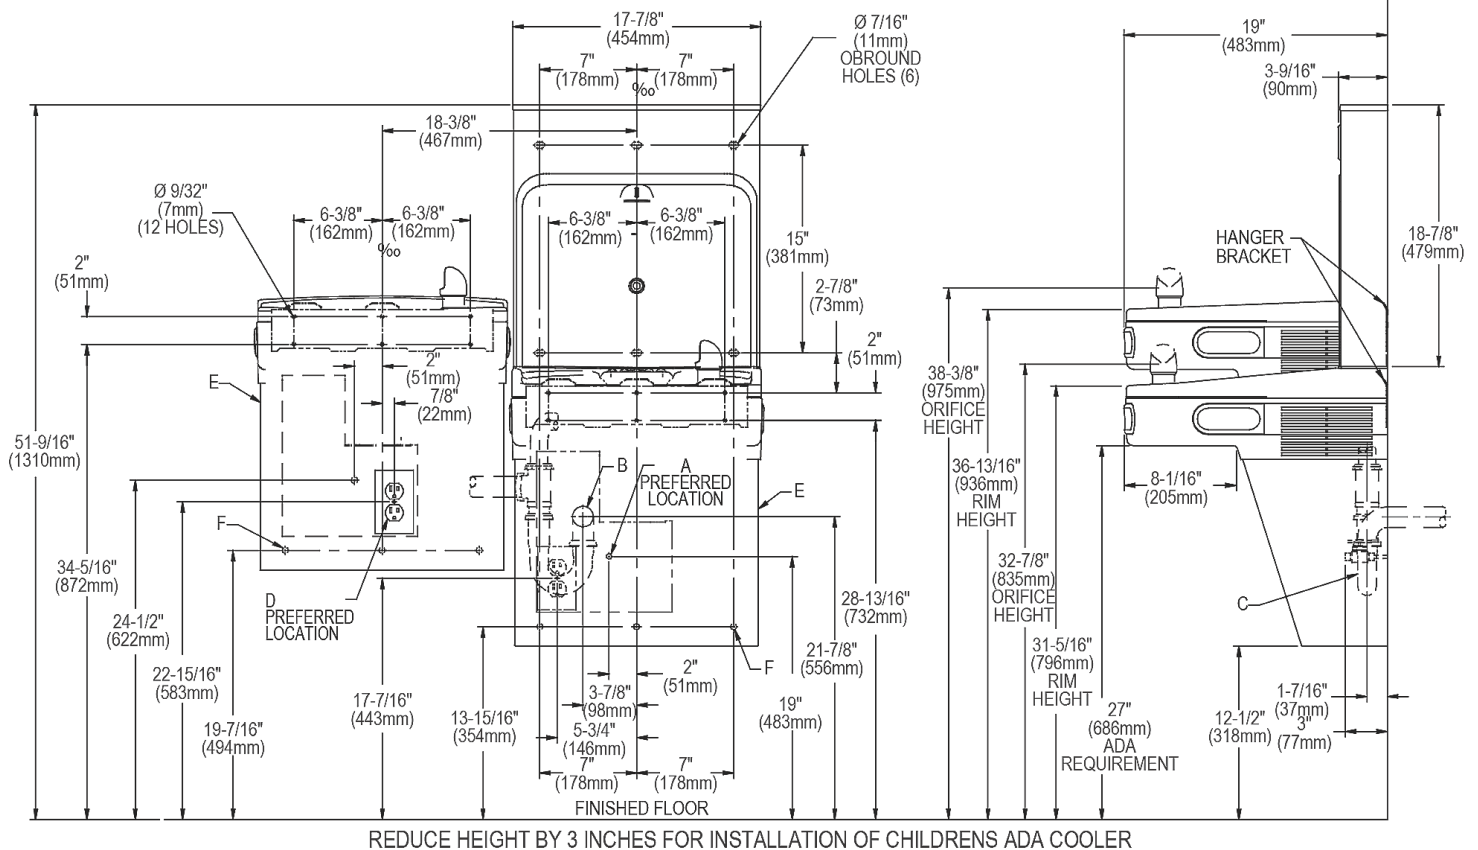 17-7/8"
(454mm)
7"
(178mm)
7"
(178mm)
‰
Ø 7/16"
(11mm)
OBROUND
HOLES (6)
18-3/8"
(467mm)
Ø 9/32"
(7mm)
(12 HOLES)
6-3/8"
(162mm)
6-3/8"
(162mm)
‰
6-3/8"
(162mm)
6-3/8"
(162mm)
15"
(381mm)
2"
(51mm)
2-7/8"
(73mm)
2"
(51mm)
2"
(51mm)
7/8"
(22mm)
E
51-9/16"
(1310mm)
B
A
PREFERRED
LOCATION
E
F
34-5/16"
(872mm)
24-1/2"
(622mm)
D
PREFERRED
LOCATION
22-15/16"
(583mm)
19-7/16"
(494mm)
17-7/16"
(443mm)
13-15/16"
(354mm)
28-13/16"
(732mm)
21-7/8"
(556mm)
F
2"
(51mm)
3-7/8"
(98mm)
19"
(483mm)
5-3/4"
(146mm)
7"
(178mm)
7"
(178mm)
FINISHED FLOOR
19"
(483mm)
3-9/16"
(90mm)
HANGER
BRACKET
18-7/8"
(479mm)
38-3/8"
(975mm)
ORIFICE
HEIGHT
36-13/16"
(936mm)
RIM
HEIGHT
8-1/16"
(205mm)
32-7/8"
(835mm)
ORIFICE
HEIGHT
C
31-5/16"
(796mm)
RIM
HEIGHT
27"
(686mm)
ADA
REQUIREMENT
12-1/2"
(318mm)
1-7/16"
(37mm)
3"
(77mm)
REDUCE HEIGHT BY 3 INCHES FOR INSTALLATION OF CHILDRENS ADA COOLER